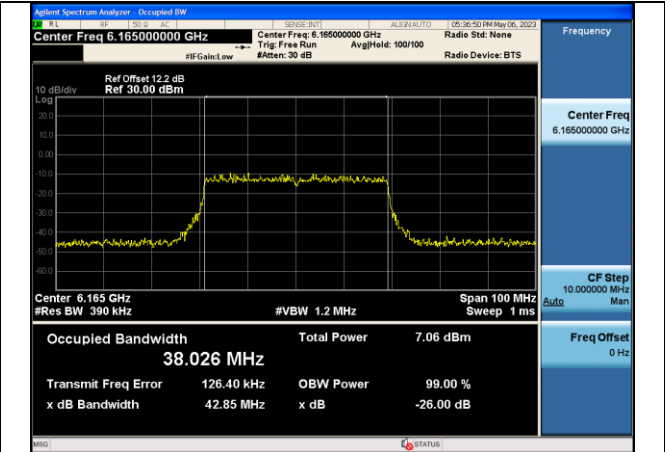 Agilent Spectrum Analyzer - Occupied BW
RL RF 50 Ω AC SENSE:INT ALIGN AUTO 05:36:50 PM May 06, 2023
Center Freq 6.165000000 GHz
Center Freq: 6.165000000 GHz
Radio Std: None
Trig: Free Run Avg|Hold: 100/100
#IFGain:Low #Atten: 30 dB Radio Device: BTS
Frequency
Ref Offset 12.2 dB
10 dB/div Ref 30.00 dBm
Log
20.0
10.0
0.00
-10.0
-20.0
-30.0
-40.0
-50.0
-60.0
Center Freq
6.165000000 GHz
Center 6.165 GHz Span 100 MHz
#Res BW 390 kHz #VBW 1.2 MHz Sweep 1 ms
CF Step
10.000000 MHz
Auto Man
Occupied Bandwidth Total Power 7.06 dBm
38.026 MHz
Transmit Freq Error 126.40 kHz OBW Power 99.00 %
x dB Bandwidth 42.85 MHz x dB -26.00 dB
Freq Offset
0 Hz
MSG STATUS